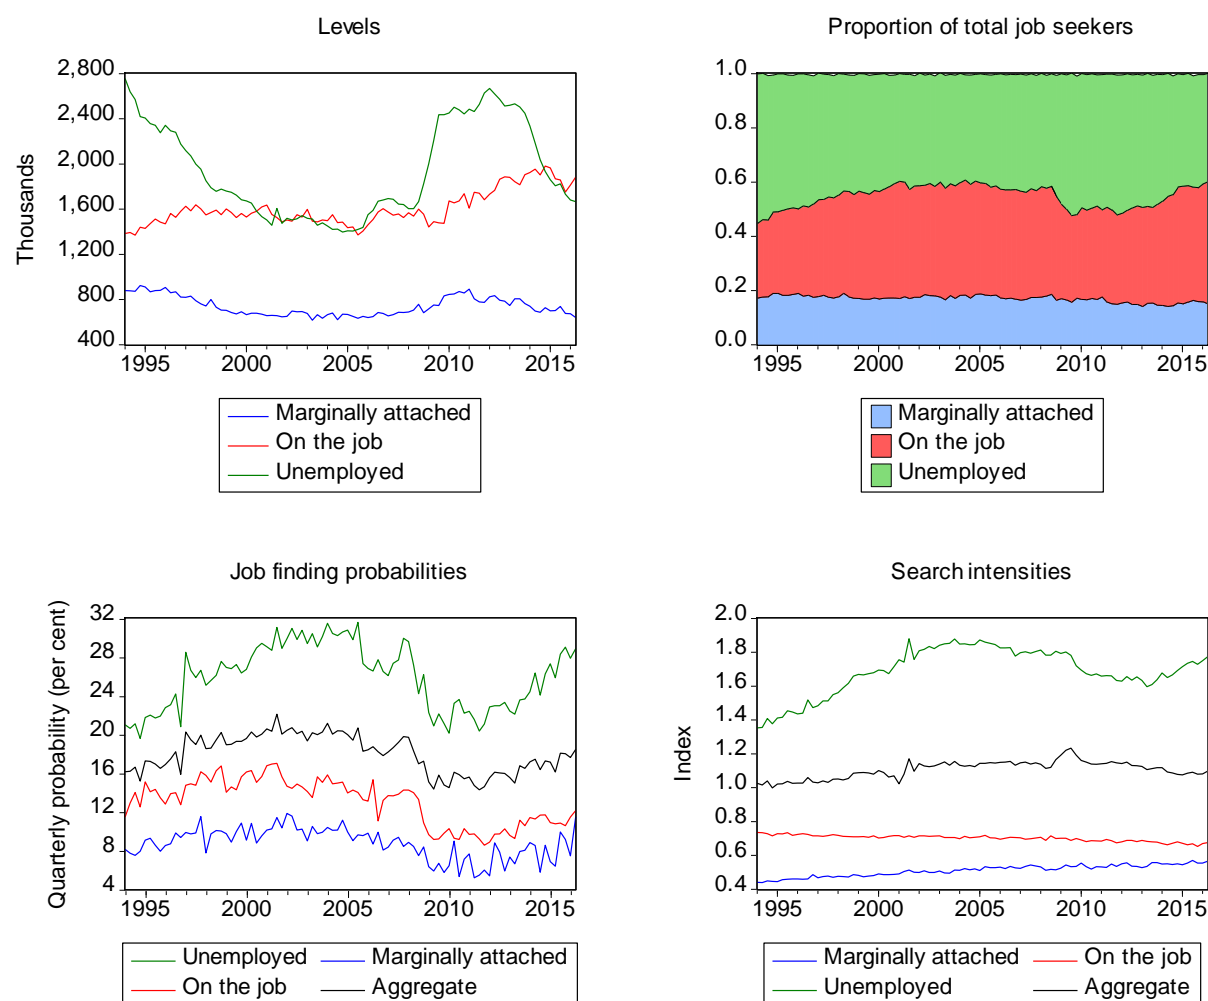 Levels
2,800
2,400
2,000
1,600
1,200
800
400
Thousands
1995 2000 2005 2010 2015
Marginally attached
On the job
Unemployed
Proportion of total job seekers
1.0
0.8
0.6
0.4
0.2
0.0
1995 2000 2005 2010 2015
Marginally attached
On the job
Unemployed
Job finding probabilities
32
28
24
20
16
12
8
4
Quarterly probability (per cent)
1995 2000 2005 2010 2015
Unemployed Marginally attached
On the job Aggregate
Search intensities
2.0
1.8
1.6
1.4
1.2
1.0
0.8
0.6
0.4
Index
1995 2000 2005 2010 2015
Marginally attached On the job
Unemployed Aggregate